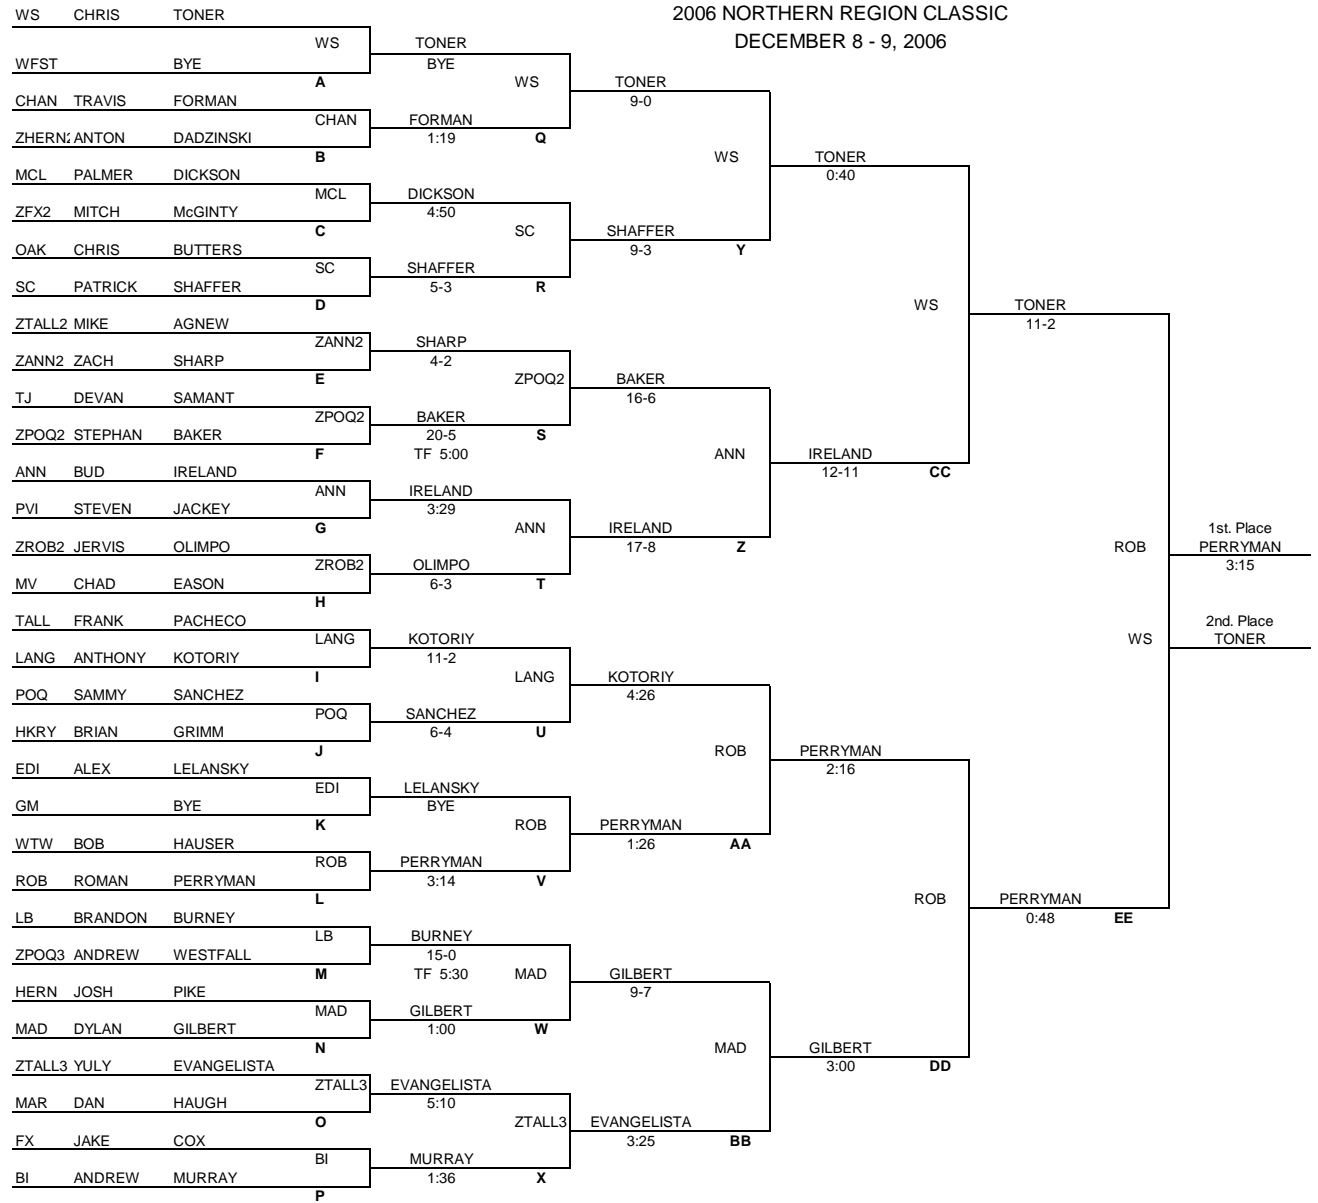 WS CHRIS TONER
2006 NORTHERN REGION CLASSIC
DECEMBER 8 - 9, 2006
WS TONER
WFST BYE
BYE
A
WS TONER
CHAN TRAVIS FORMAN
9-0
CHAN FORMAN
ZHERN2 ANTON DADZINSKI
1:19 Q
B
WS TONER
MCL PALMER DICKSON
0:40
MCL DICKSON
ZFX2 MITCH McGINTY
4:50
C
SC SHAFFER
OAK CHRIS BUTTERS
9-3 Y
SC SHAFFER
SC PATRICK SHAFFER
5-3 R
D
WS TONER
ZTALL2 MIKE AGNEW
11-2
ZANN2 SHARP
ZANN2 ZACH SHARP
4-2
E
ZPOQ2 BAKER
TJ DEVAN SAMANT
16-6
ZPOQ2 BAKER
ZPOQ2 STEPHAN BAKER
20-5 S
F
TF 5:00
ANN IRELAND
ANN BUD IRELAND
12-11 CC
ANN IRELAND
PVI STEVEN JACKEY
3:29
G
ANN IRELAND
1st. Place
ZROB2 JERVIS OLIMPO
17-8 Z
ROB PERRYMAN
ZROB2 OLIMPO
3:15
MV CHAD EASON
6-3 T
H
TALL FRANK PACHECO
2nd. Place
LANG KOTORIY
WS TONER
LANG ANTHONY KOTORIY
11-2
I
LANG KOTORIY
POQ SAMMY SANCHEZ
4:26
POQ SANCHEZ
HKRY BRIAN GRIMM
6-4 U
J
ROB PERRYMAN
EDI ALEX LELANSKY
2:16
EDI LELANSKY
GM BYE
BYE
K
ROB PERRYMAN
WTW BOB HAUSER
1:26 AA
ROB PERRYMAN
ROB ROMAN PERRYMAN
3:14 V
L
ROB PERRYMAN
LB BRANDON BURNEY
0:48 EE
LB BURNEY
ZPOQ3 ANDREW WESTFALL
15-0
M
TF 5:30
MAD GILBERT
HERN JOSH PIKE
9-7
MAD GILBERT
MAD DYLAN GILBERT
1:00 W
N
MAD GILBERT
ZTALL3 YULY EVANGELISTA
3:00 DD
ZTALL3 EVANGELISTA
MAR DAN HAUGH
5:10
O
ZTALL3 EVANGELISTA
FX JAKE COX
3:25 BB
BI MURRAY
BI ANDREW MURRAY
1:36 X
P